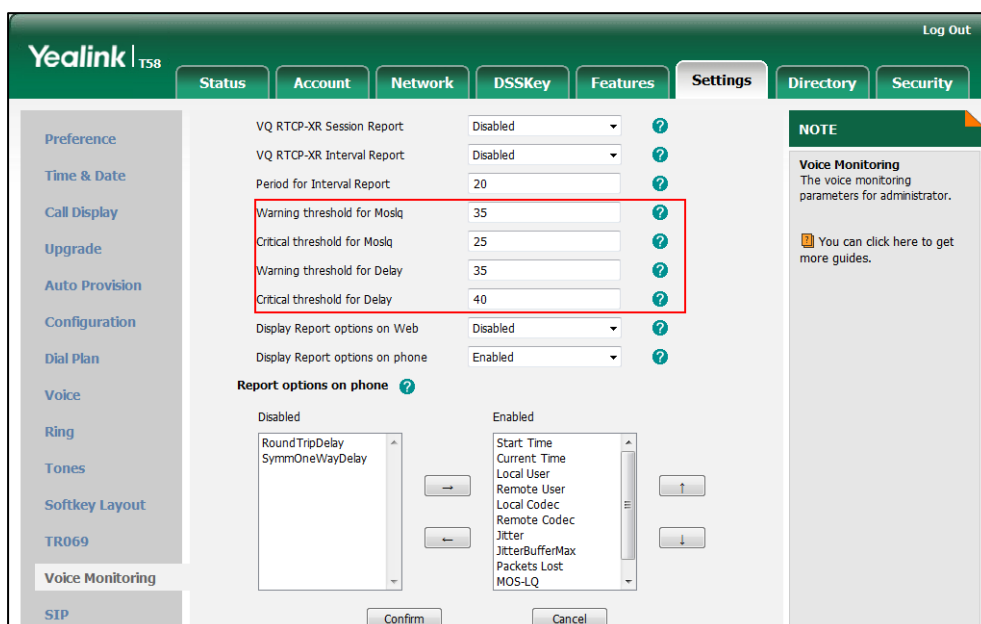 Log Out
Yealink | T58
Status Account Network DSSKey Features Settings Directory Security
Preference
Time & Date
Call Display
Upgrade
Auto Provision
Configuration
Dial Plan
Voice
Ring
Tones
Softkey Layout
TR069
Voice Monitoring
SIP
VQ RTCP-XR Session Report Disabled ?
VQ RTCP-XR Interval Report Disabled ?
Period for Interval Report 20 ?
Warning threshold for Moslq 35 ?
Critical threshold for Moslq 25 ?
Warning threshold for Delay 35 ?
Critical threshold for Delay 40 ?
Display Report options on Web Disabled ?
Display Report options on phone Enabled ?
Report options on phone ?
Disabled
RoundTripDelay
SymmOneWayDelay
→
←
Enabled
Start Time
Current Time
Local User
Remote User
Local Codec
Remote Codec
Jitter
JitterBufferMax
Packets Lost
MOS-LQ
↑
↓
Confirm Cancel
NOTE
Voice Monitoring
The voice monitoring
parameters for administrator.
? You can click here to get
more guides.